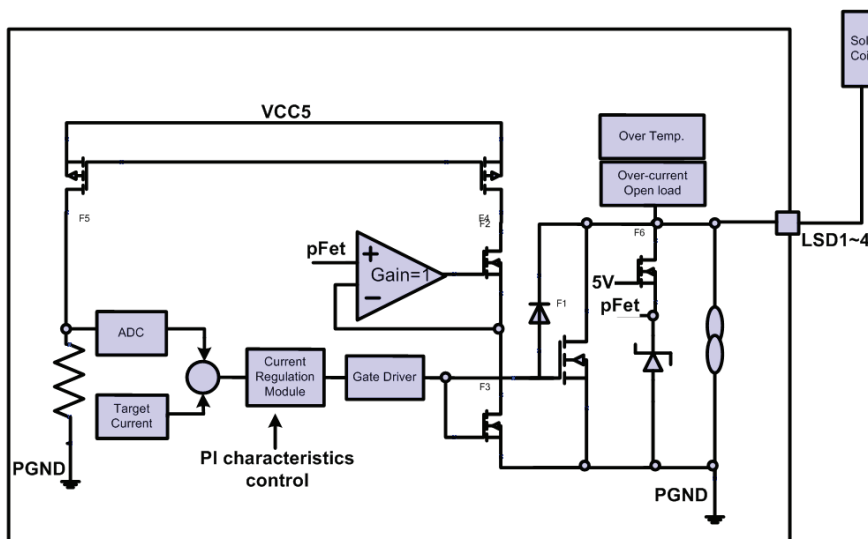 Sol
Coi
VCC5
Over Temp.
Over-current
Open load
F5
F4
F2
F6
LSD1~4
pFet
+
Gain=1
−
5V
pFet
F1
ADC
Current
Regulation
Module
Gate Driver
F3
Target
Current
PI characteristics
control
PGND
PGND